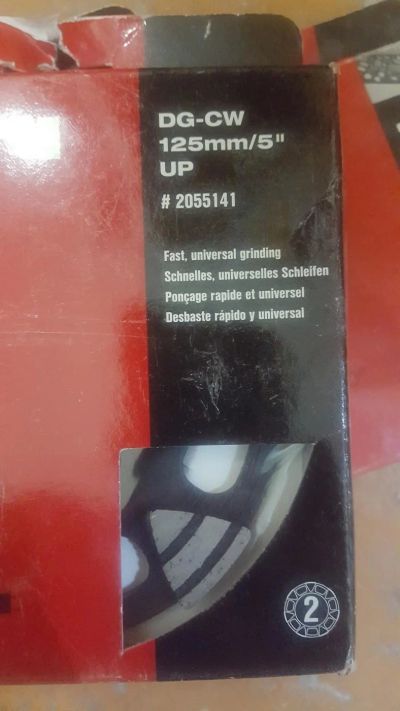 DG-CW
125mm/5"
UP
# 2055141
Fast, universal grinding
Schnelles, universelles Schleifen
Ponçage rapide et universel
Desbaste rápido y universal
2